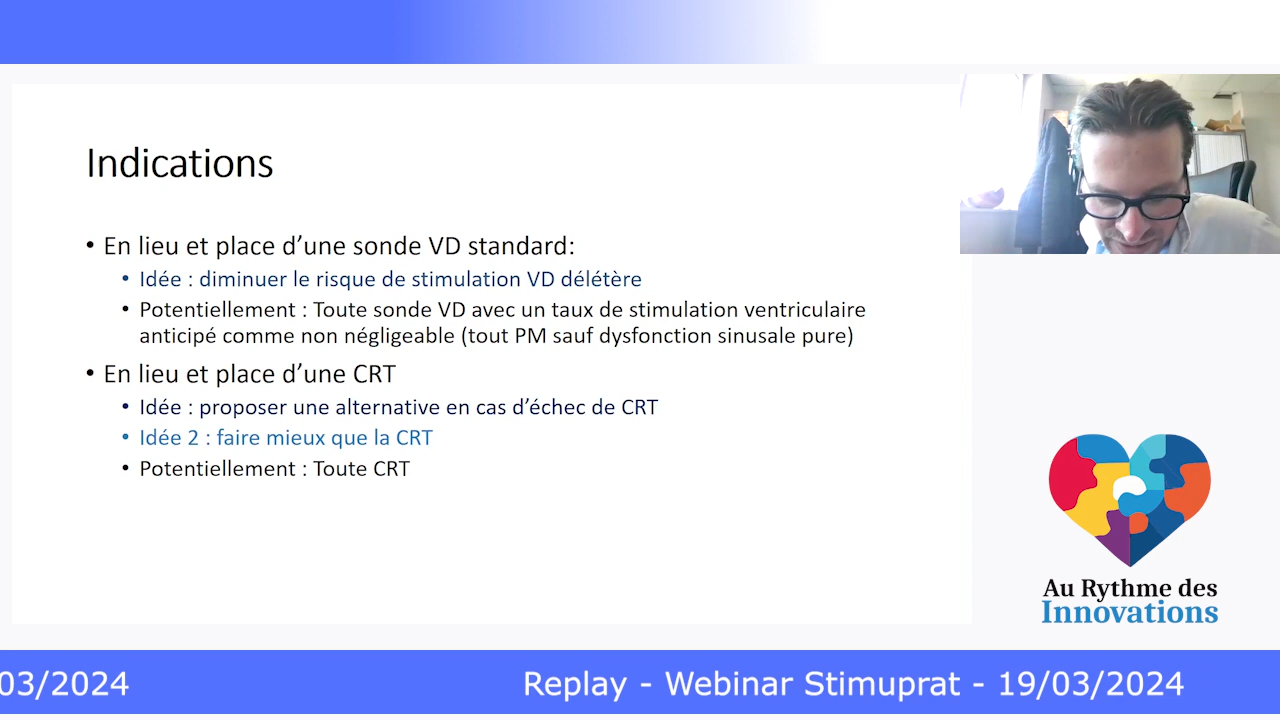 Indications
• En lieu et place d’une sonde VD standard:
• Idée : diminuer le risque de stimulation VD délétère
• Potentiellement : Toute sonde VD avec un taux de stimulation ventriculaire
anticipé comme non négligeable (tout PM sauf dysfonction sinusale pure)
• En lieu et place d’une CRT
• Idée : proposer une alternative en cas d’échec de CRT
• Idée 2 : faire mieux que la CRT
• Potentiellement : Toute CRT
Au Rythme des
Innovations
03/2024
Replay - Webinar Stimuprat - 19/03/2024